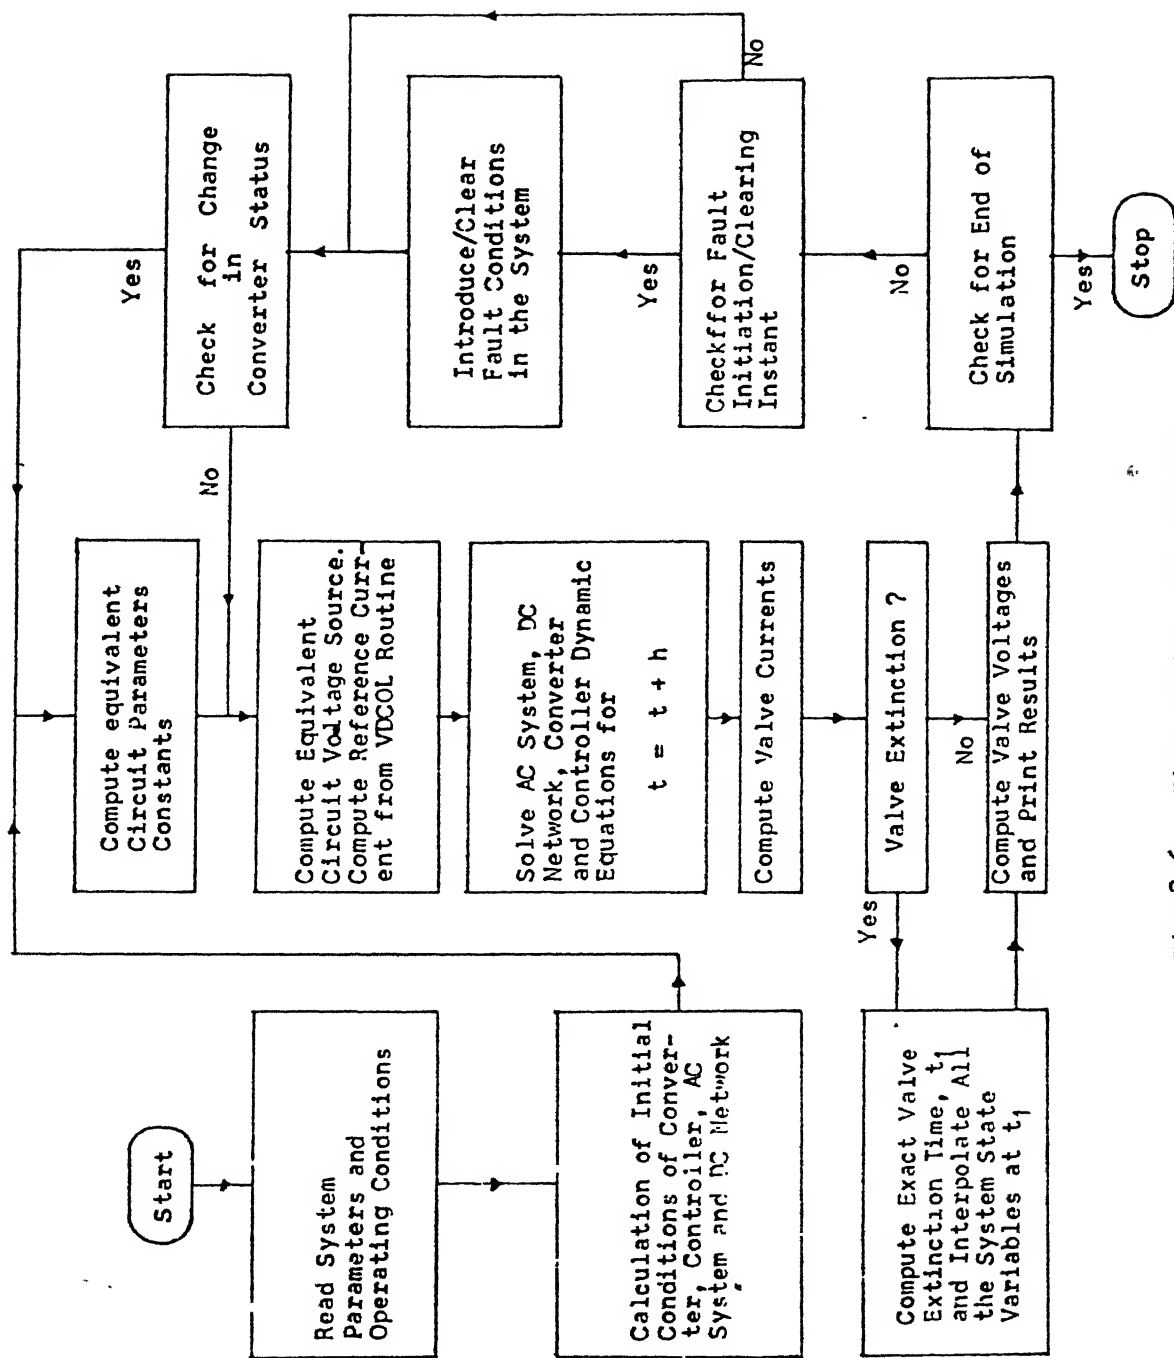 Start
Read System
Parameters and
Operating Conditions
Calculation of Initial
Conditions of Conver-
ter, Controller, AC
System and DC Network
Compute equivalent
Circuit Parameters
Constants
Compute Equivalent
Circuit Voltage Source.
Compute Reference Curr-
ent from VDCOL Routine
Solve AC System, DC
Network, Converter
and Controller Dynamic
Equations for
t = t + h
Compute Valve Currents
Valve Extinction ?
Yes
No
Compute Exact Valve
Extinction Time, t1
and Interpolate All
the System State
Variables at t1
Compute Valve Voltages
and Print Results
Check for End of
Simulation
Yes
Stop
No
Checkffor Fault
Initiation/Clearing
Instant
No
Yes
Introduce/Clear
Fault Conditions
in the System
Check for Change
in
Converter Status
Yes
No